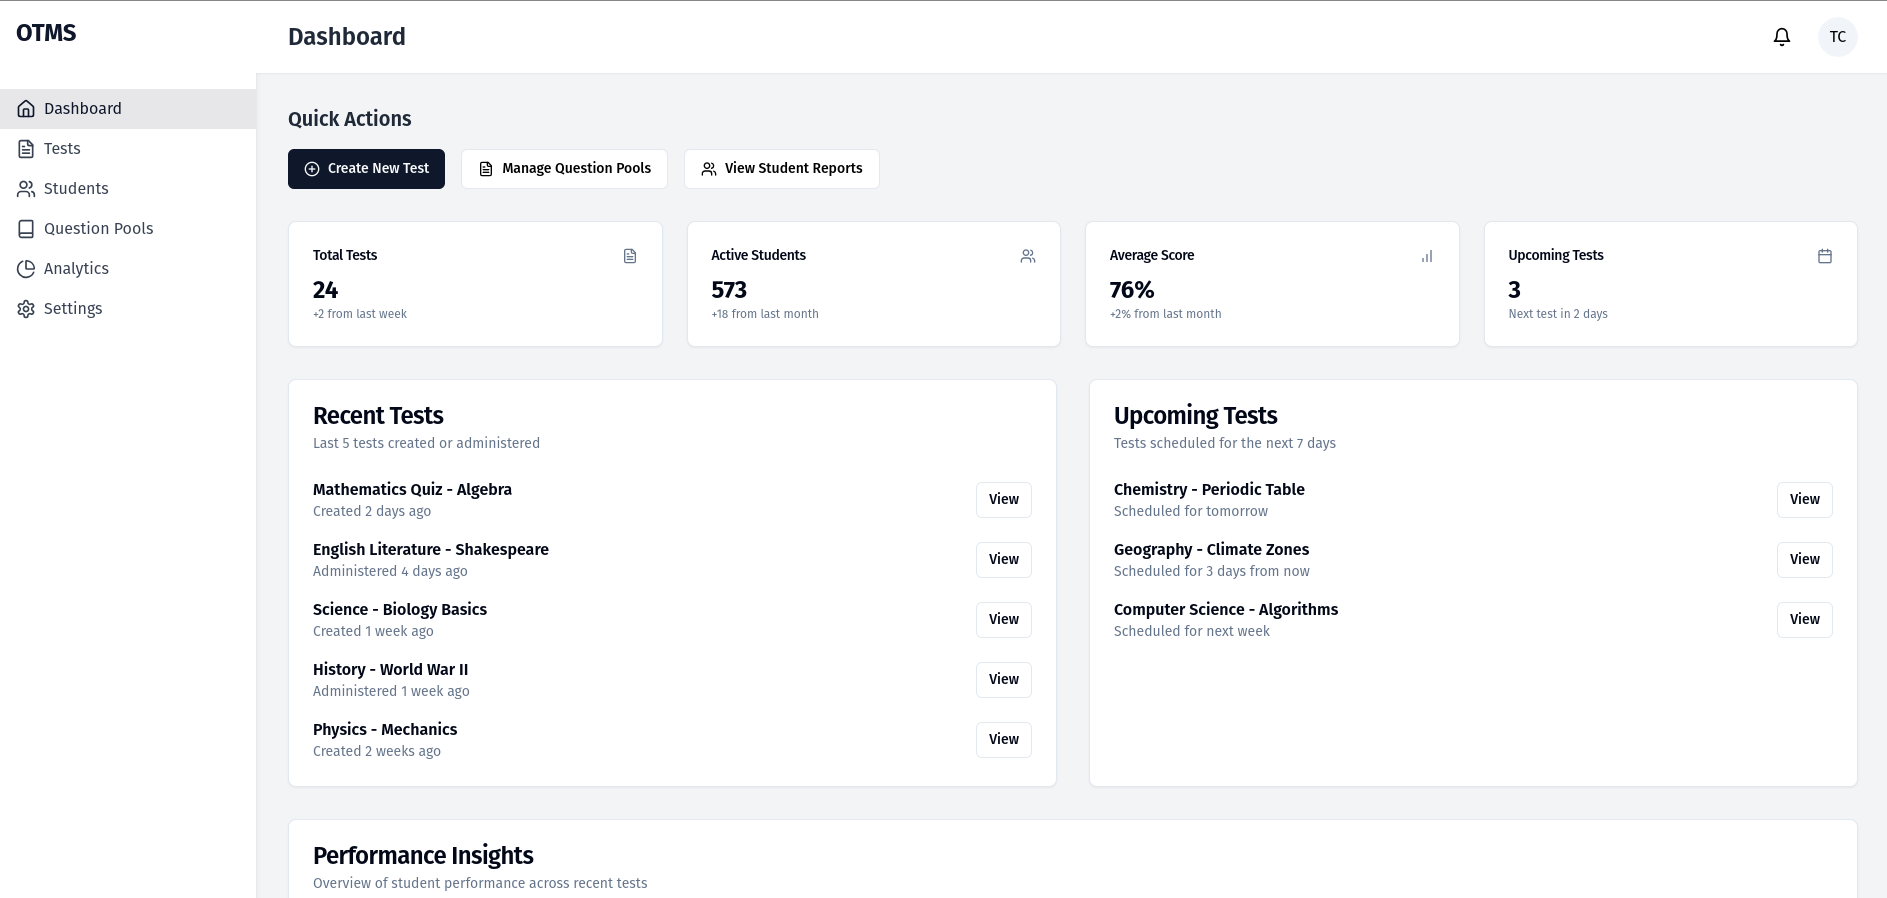 OTMS
Dashboard
TC
Dashboard
Tests
Students
Question Pools
Analytics
Settings
Quick Actions
Create New Test
Manage Question Pools
View Student Reports
Total Tests
24
+2 from last week
Active Students
573
+18 from last month
Average Score
76%
+2% from last month
Upcoming Tests
3
Next test in 2 days
Recent Tests
Last 5 tests created or administered
Mathematics Quiz - Algebra
Created 2 days ago
View
English Literature - Shakespeare
Administered 4 days ago
View
Science - Biology Basics
Created 1 week ago
View
History - World War II
Administered 1 week ago
View
Physics - Mechanics
Created 2 weeks ago
View
Upcoming Tests
Tests scheduled for the next 7 days
Chemistry - Periodic Table
Scheduled for tomorrow
View
Geography - Climate Zones
Scheduled for 3 days from now
View
Computer Science - Algorithms
Scheduled for next week
View
Performance Insights
Overview of student performance across recent tests